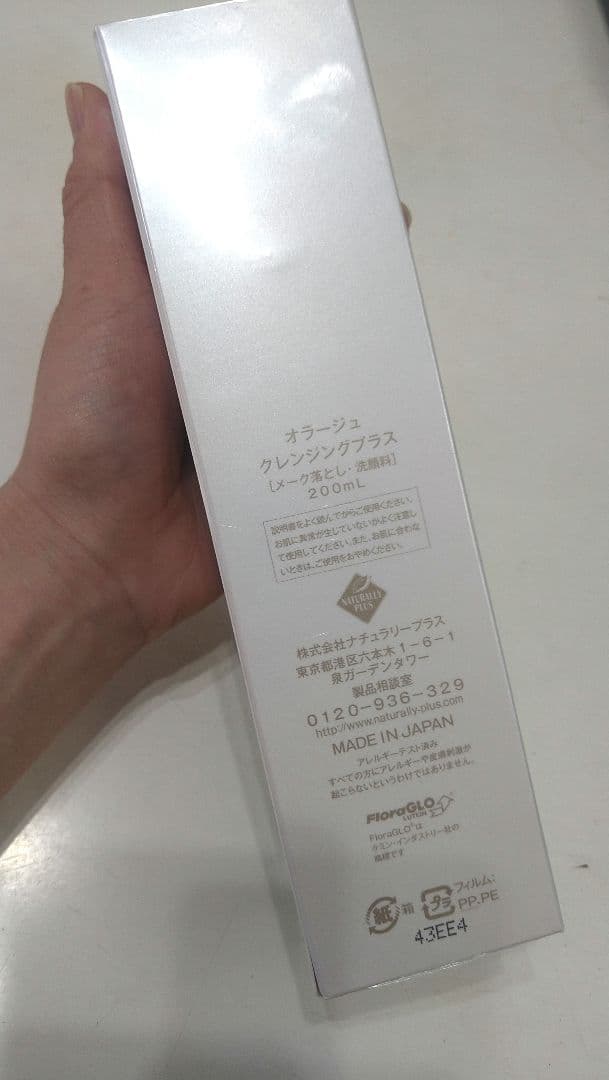 オラージュ
クレンジングプラス
[メーク落とし・洗顔料]
200mL
説明書をよく読んでからご使用ください。
お肌に異常が生じていないかよく注意し
て使用してください。また、お肌に合わな
いときは、ご使用をおやめください。
NATURALLY
PLUS
株式会社ナチュラリープラス
東京都港区六本木1-6-1
泉ガーデンタワー
製品相談室
0120-936-329
http://www.naturally-plus.com
MADE IN JAPAN
アレルギーテスト済み
すべての方にアレルギーや皮膚刺激が
起こらないというわけではありません。
FloraGLO
LUTEIN
FloraGLO®は
ケミン・インダストリー社の
商標です
紙 箱 プラ フィルム:
PP.PE
43EE4